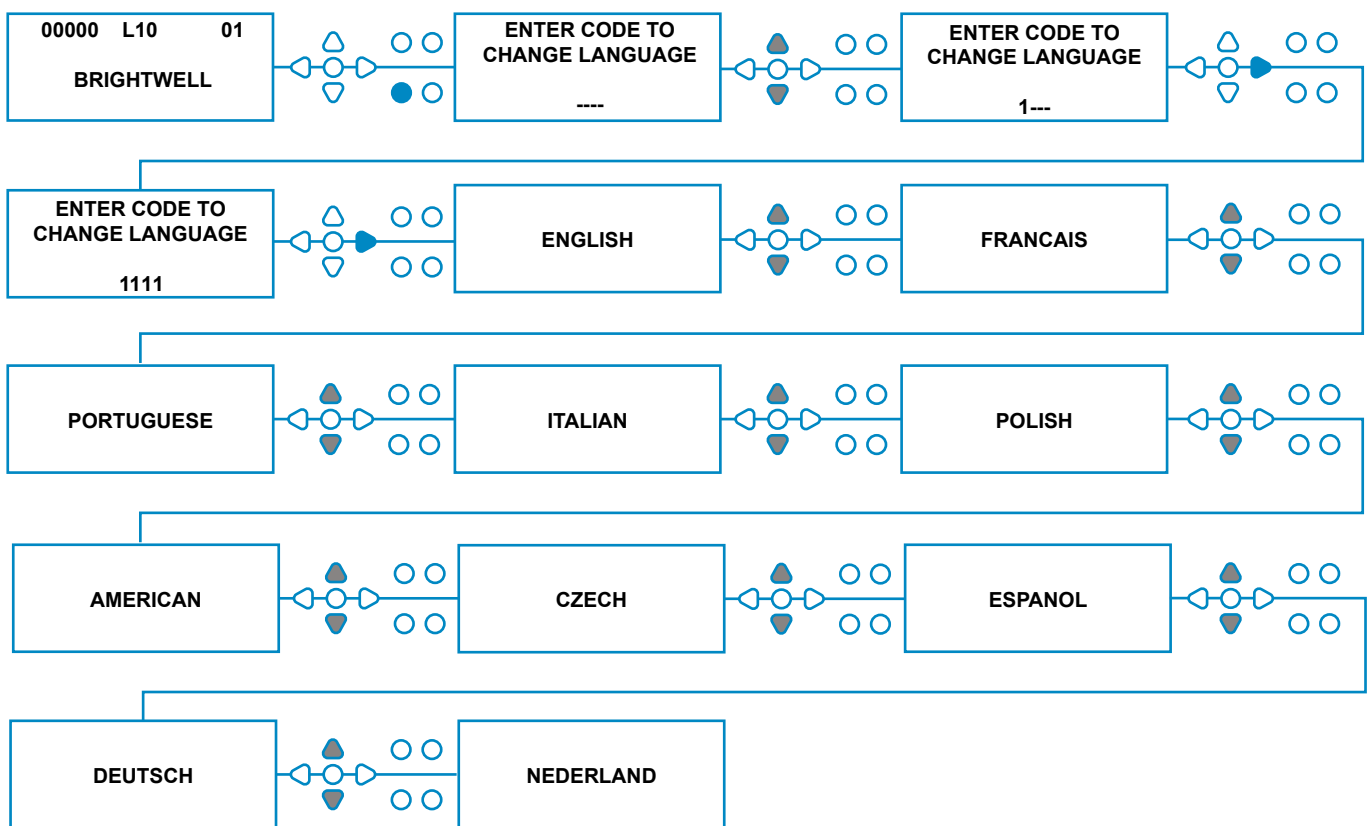 00000 L10 01
BRIGHTWELL
ENTER CODE TO
CHANGE LANGUAGE
----
ENTER CODE TO
CHANGE LANGUAGE
1---
ENTER CODE TO
CHANGE LANGUAGE
1111
ENGLISH
FRANCAIS
PORTUGUESE
ITALIAN
POLISH
AMERICAN
CZECH
ESPANOL
DEUTSCH
NEDERLAND